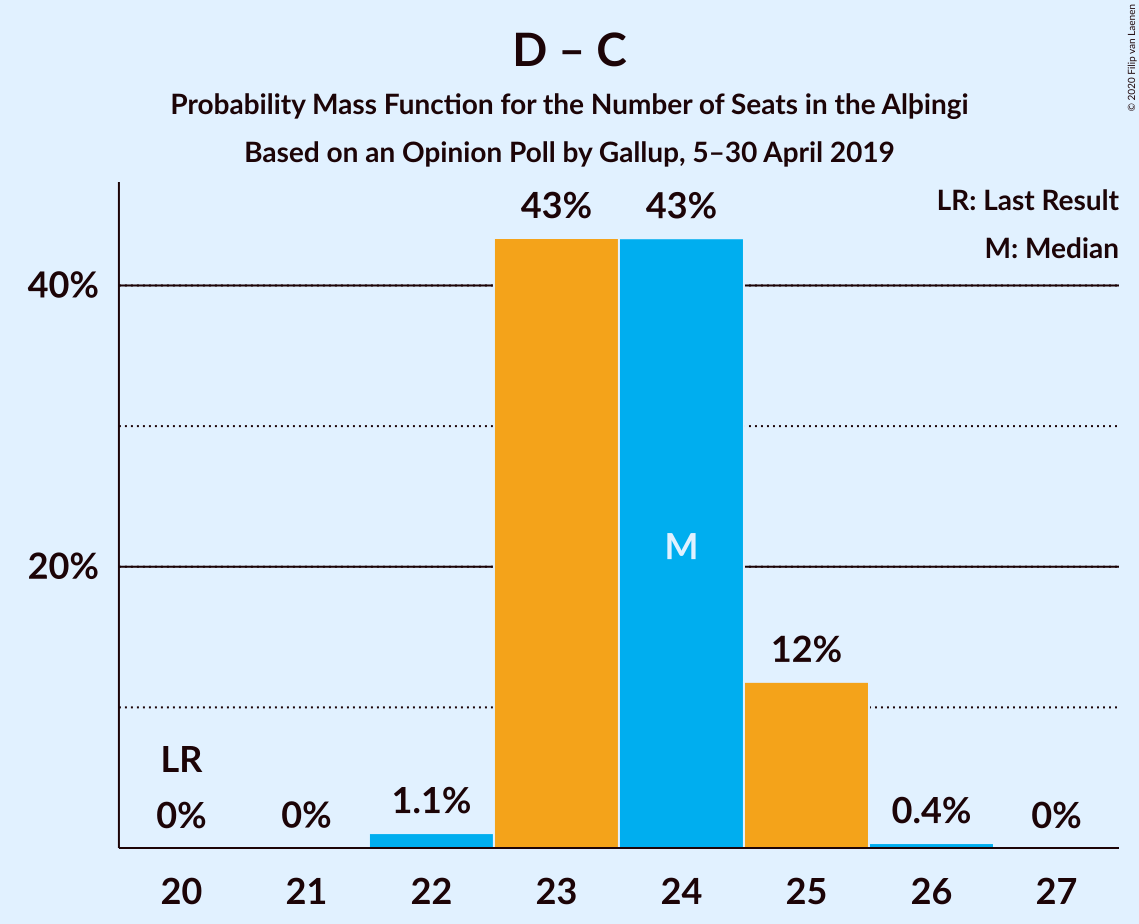 D – C
Probability Mass Function for the Number of Seats in the Alþingi
Based on an Opinion Poll by Gallup, 5–30 April 2019
© 2020 Filip van Laenen
LR: Last Result
M: Median
43% 43%
40%
M
20%
12%
LR
0% 0% 1.1% 0.4% 0%
20 21 22 23 24 25 26 27